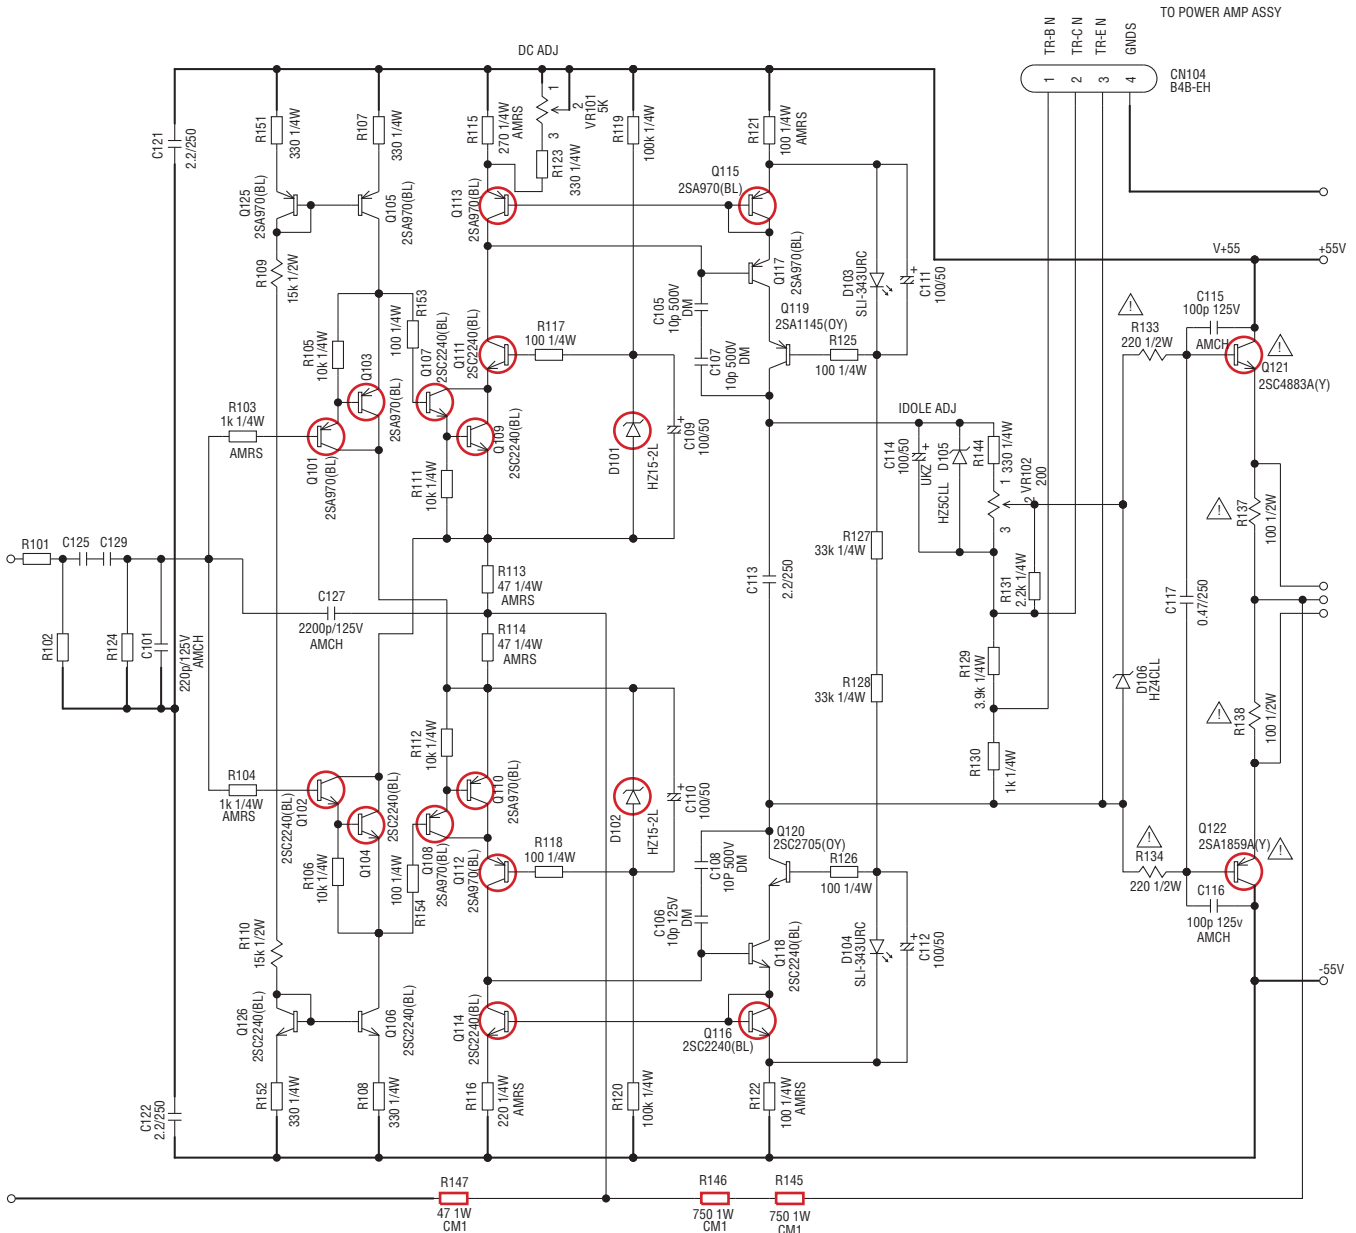 TO POWER AMP ASSY
TR-B N
TR-C N
TR-E N
GNDS
1
2
3
4
CN104
B4B-EH
DC ADJ
1
2
3
VR101
5K
R151
330 1/4W
R107
330 1/4W
R115
270 1/4W
AMRS
R123
330 1/4W
R119
100k 1/4W
R121
100 1/4W
AMRS
C121
2.2/250
Q125
2SA970(BL)
Q105
2SA970(BL)
Q113
2SA970(BL)
Q115
2SA970(BL)
Q117
2SA970(BL)
D103
SLI-343URC
C111
100/50
+
V+55
+55V
R109
15k 1/2W
R105
10k 1/4W
Q103
2SA970(BL)
R153
100 1/4W
Q107
2SC2240(BL)
Q111
2SC2240(BL)
R117
100 1/4W
C105
10p 500V
DM
C107
10p 500V
DM
Q119
2SA1145(OY)
R125
100 1/4W
C115
100p 125V
AMCH
!
R133
220 1/2W
!
Q121
2SC4883A(Y)
R103
1k 1/4W
AMRS
Q101
2SA970(BL)
R111
10k 1/4W
Q109
2SC2240(BL)
D101
HZ15-2L
C109
100/50
+
IDOLE ADJ
C114
100/50
UKZ
+
D105
HZ5CLL
R144
330 1/4W
1
2
3
VR102
200
!
R137
100 1/2W
R101
C125
C129
R102
R124
C101
220p/125V
AMCH
C127
2200p/125V
AMCH
R113
47 1/4W
AMRS
R114
47 1/4W
AMRS
C113
2.2/250
R127
33k 1/4W
R128
33k 1/4W
R131
2.2k 1/4W
R129
3.9k 1/4W
R130
1k 1/4W
C117
0.47/250
D106
HZ4CLL
!
R138
100 1/2W
R104
1k 1/4W
AMRS
Q102
2SC2240(BL)
2SC2240(BL)
Q104
R106
10k 1/4W
R112
10k 1/4W
Q110
2SA970(BL)
100 1/4W
R154
Q108
2SA970(BL)
Q112
2SA970(BL)
R118
100 1/4W
D102
HZ15-2L
C110
100/50
+
C108
10P 500V
DM
C106
10p 125V
DM
Q120
2SC2705(OY)
R126
100 1/4W
!
R134
220 1/2W
Q122
2SA1859A(Y)
!
C116
100p 125v
AMCH
R110
15k 1/2W
Q118
2SC2240(BL)
D104
SLI-343URC
C112
100/50
+
-55V
Q126
2SC2240(BL)
Q106
2SC2240(BL)
Q114
2SC2240(BL)
Q116
2SC2240(BL)
C122
2.2/250
R152
330 1/4W
R108
330 1/4W
R116
220 1/4W
AMRS
R120
100k 1/4W
R122
100 1/4W
AMRS
R147
47 1W
CM1
R146
750 1W
CM1
R145
750 1W
CM1